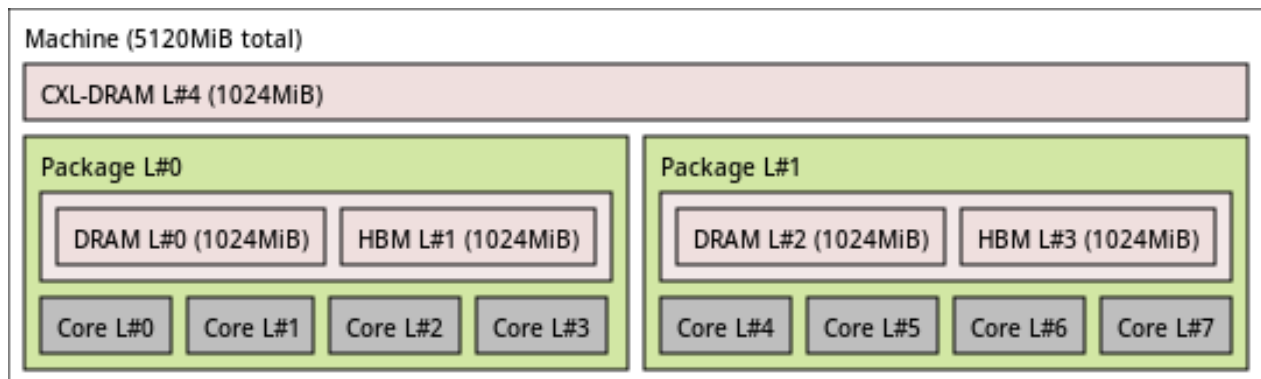 Machine (5120MiB total)
CXL-DRAM L#4 (1024MiB)
Package L#0
DRAM L#0 (1024MiB)
HBM L#1 (1024MiB)
Core L#0
Core L#1
Core L#2
Core L#3
Package L#1
DRAM L#2 (1024MiB)
HBM L#3 (1024MiB)
Core L#4
Core L#5
Core L#6
Core L#7